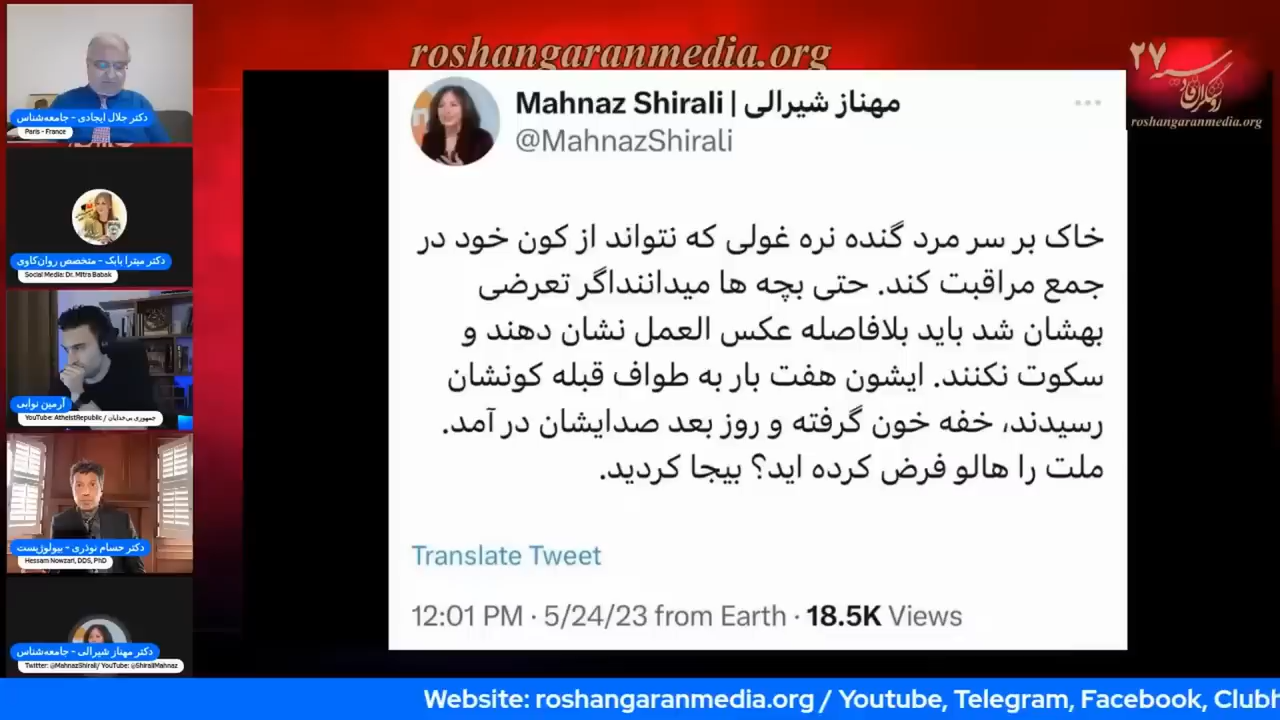 roshangaranmedia.org
سه ۲۷
roshangaranmedia.org
دکتر جلال ایجادی - جامعه‌شناس
Paris - France
دکتر میترا بابک - متخصص روان‌کاوی
Social Media: Dr. Mitra Babak
آرمین نوابی
YouTube: AtheistRepublic / جمهوری بی‌خدایان
دکتر حسام نوذری - بیولوژیست
Hessam Nowzari, DDS, PhD
دکتر مهناز شیرالی - جامعه‌شناس
Twitter: @MahnazShirali/ YouTube: @ShiraliMahnaz
Mahnaz Shirali | مهناز شیرالی
@MahnazShirali
خاک بر سر مرد گنده نره غولی که نتواند از کون خود در
جمع مراقبت کند. حتی بچه ها میداننداگر تعرضی
بهشان شد باید بلافاصله عکس العمل نشان دهند و
سکوت نکنند. ایشون هفت بار به طواف قبله کونشان
رسیدند، خفه خون گرفته و روز بعد صدایشان در آمد.
ملت را هالو فرض کرده اید؟ بیجا کردید.
Translate Tweet
12:01 PM · 5/24/23 from Earth · 18.5K Views
Website: roshangaranmedia.org / Youtube, Telegram, Facebook, Clubh